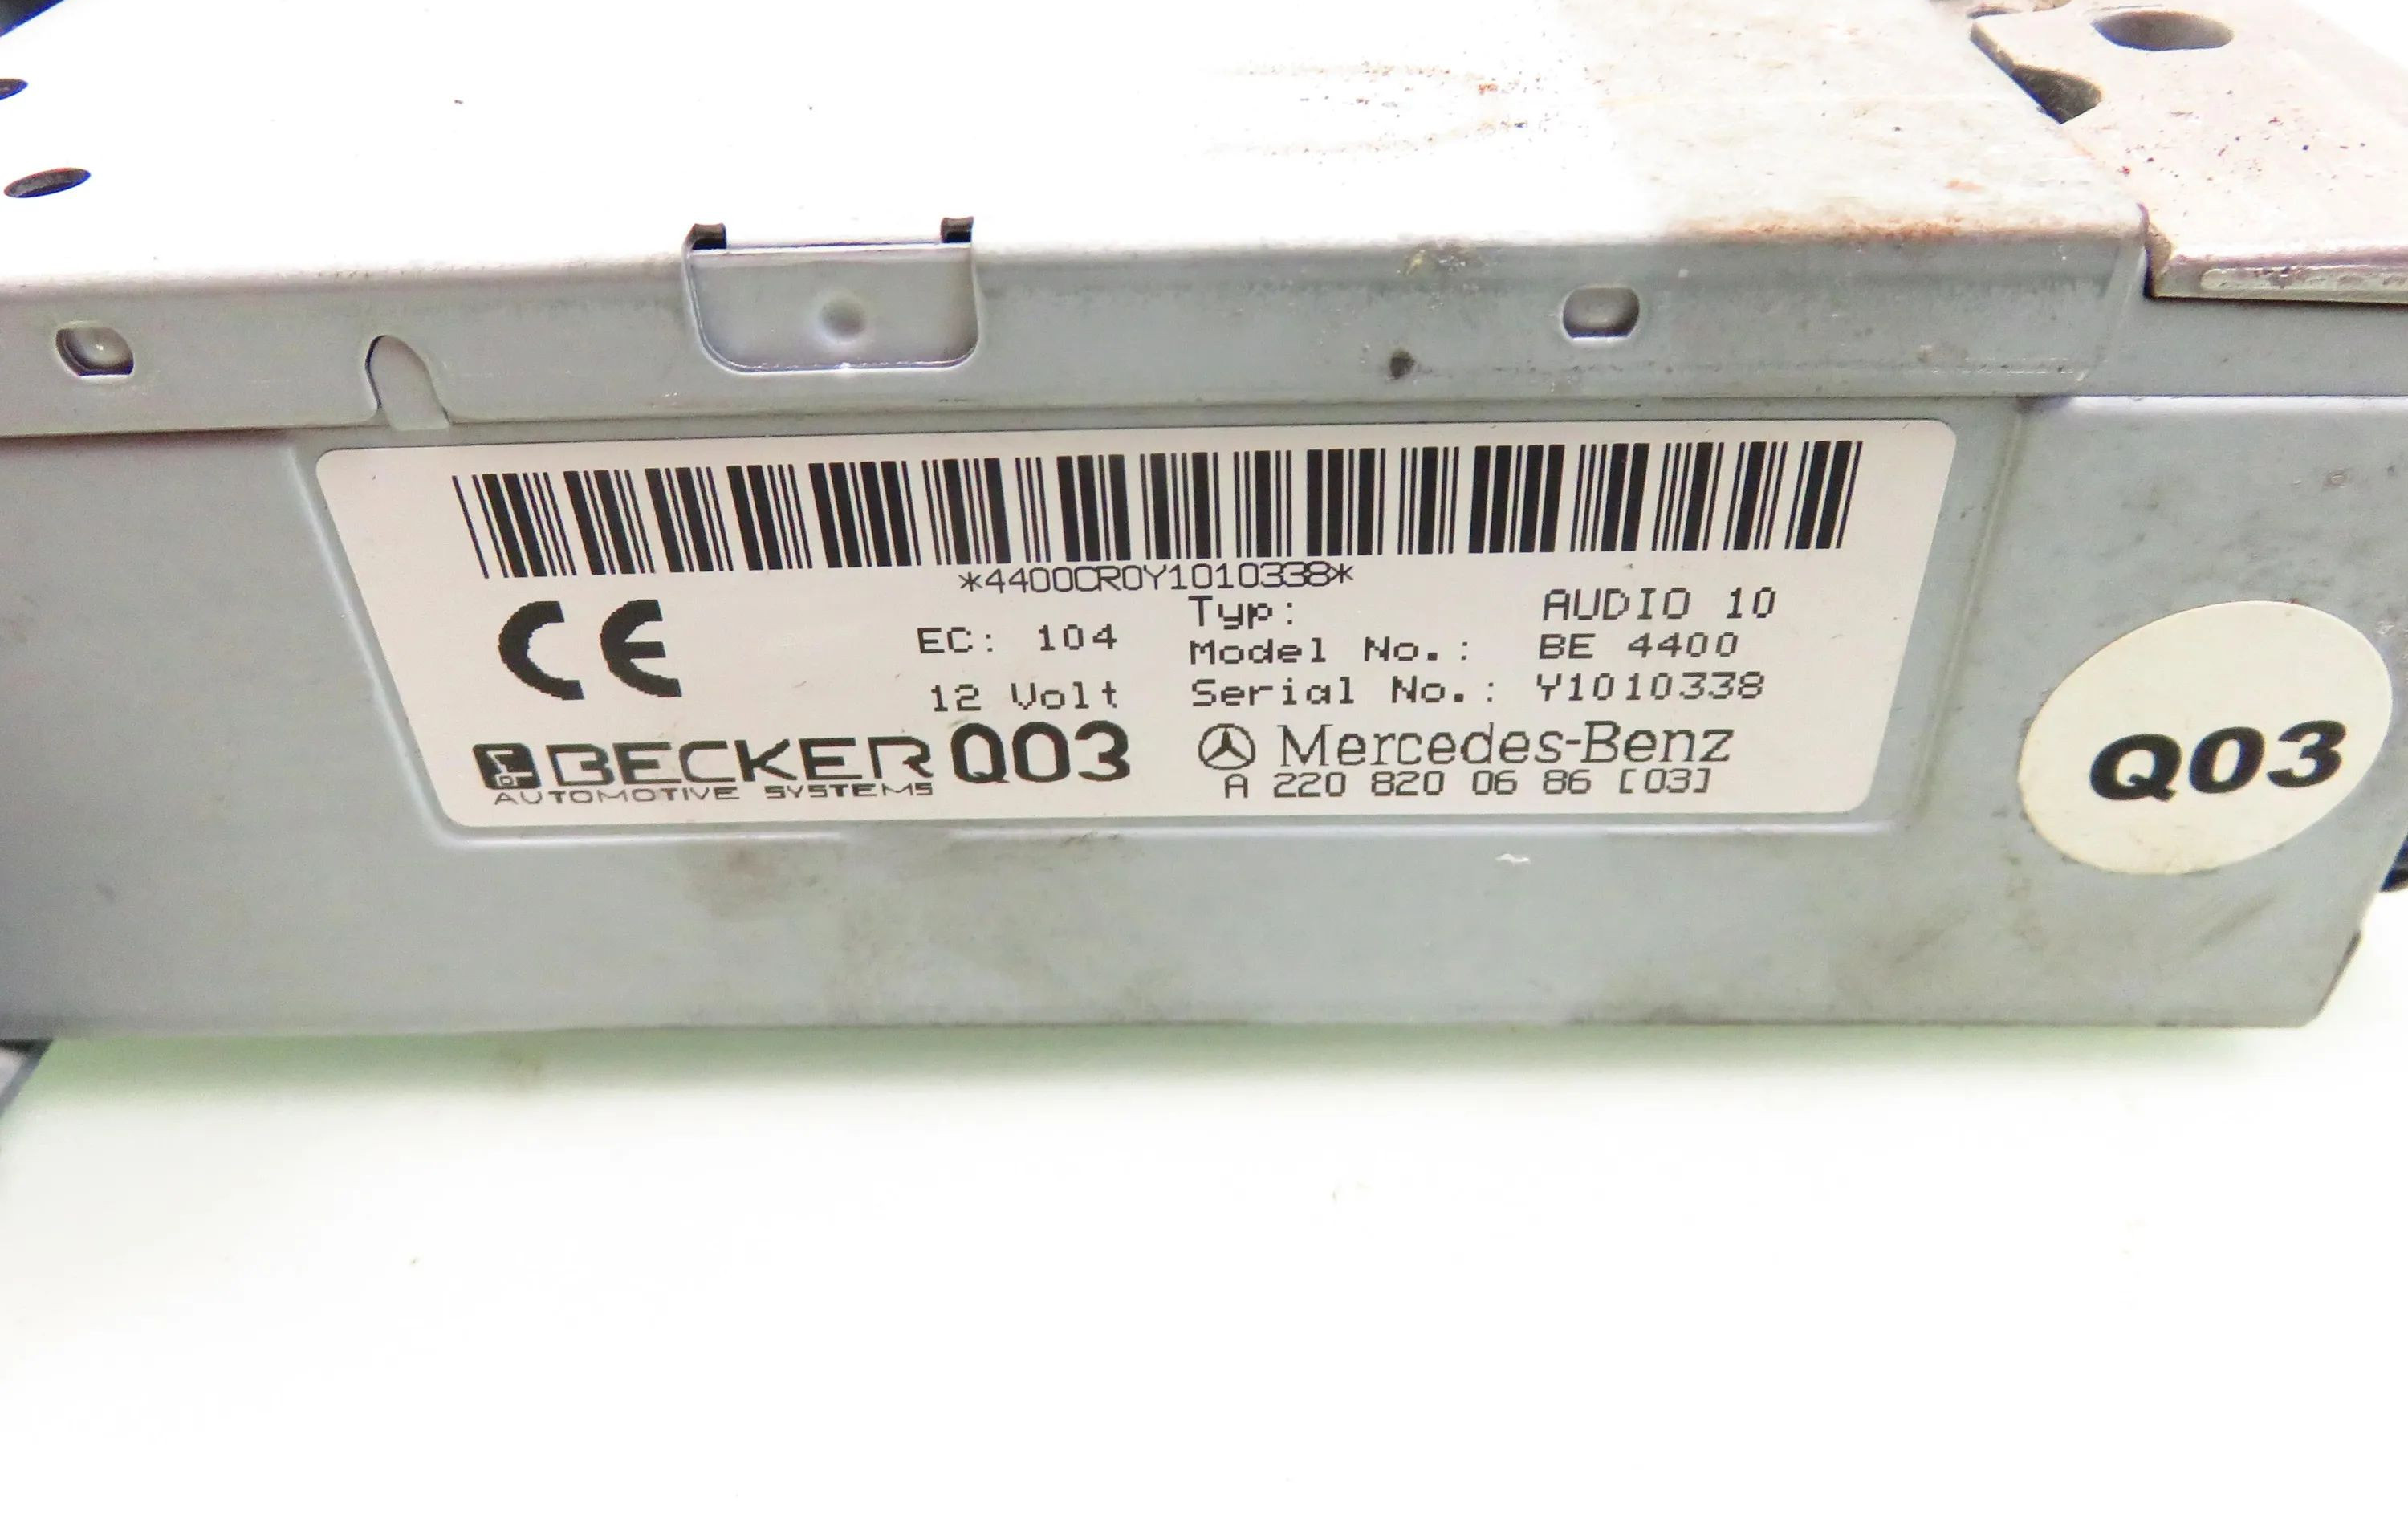 *4400CR0Y1010338*
CE
EC: 104
12 Volt
Typ: AUDIO 10
Model No.: BE 4400
Serial No.: Y1010338
BECKER Q03
AUTOMOTIVE SYSTEMS
Mercedes-Benz
A 220 820 06 86 [03]
Q03